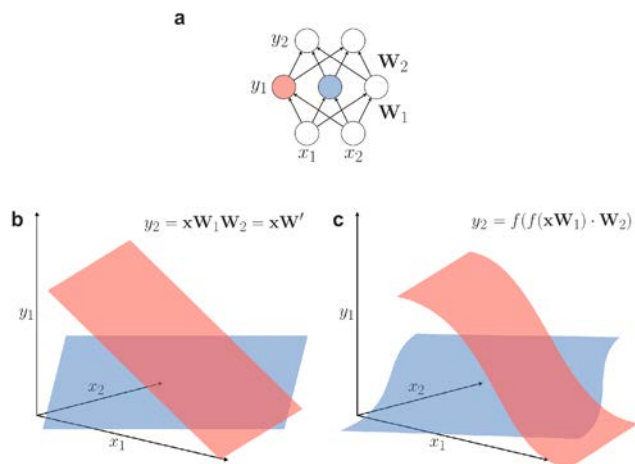 a
y₂
W₂
y₁
W₁
x₁ x₂
b
y₂ = xW₁W₂ = xW′
y₁
x₂
x₁
c
y₂ = f(f(xW₁) · W₂)
y₁
x₂
x₁